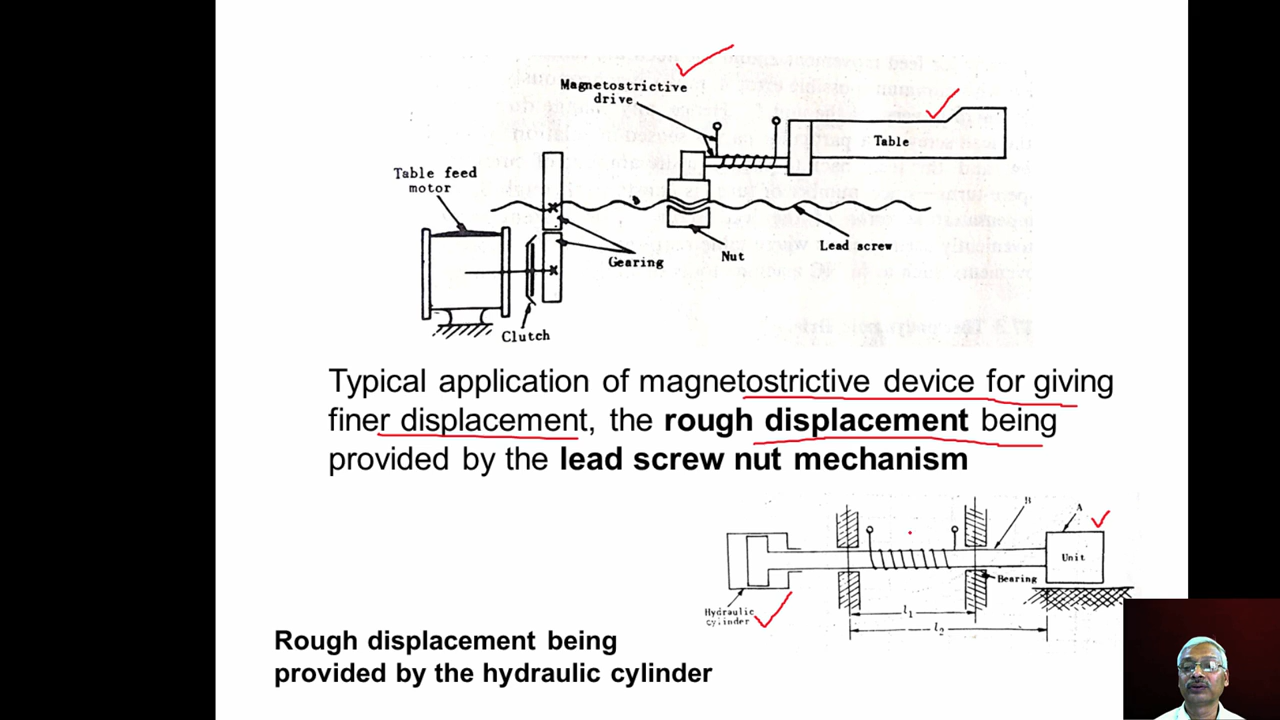 Magnetostrictive
drive
Table
Table feed
motor
Lead screw
Nut
Gearing
Clutch
Typical application of magnetostrictive device for giving
finer displacement, the rough displacement being
provided by the lead screw nut mechanism
B
A
Unit
Bearing
Hydraulic
cylinder
l1
l2
Rough displacement being
provided by the hydraulic cylinder